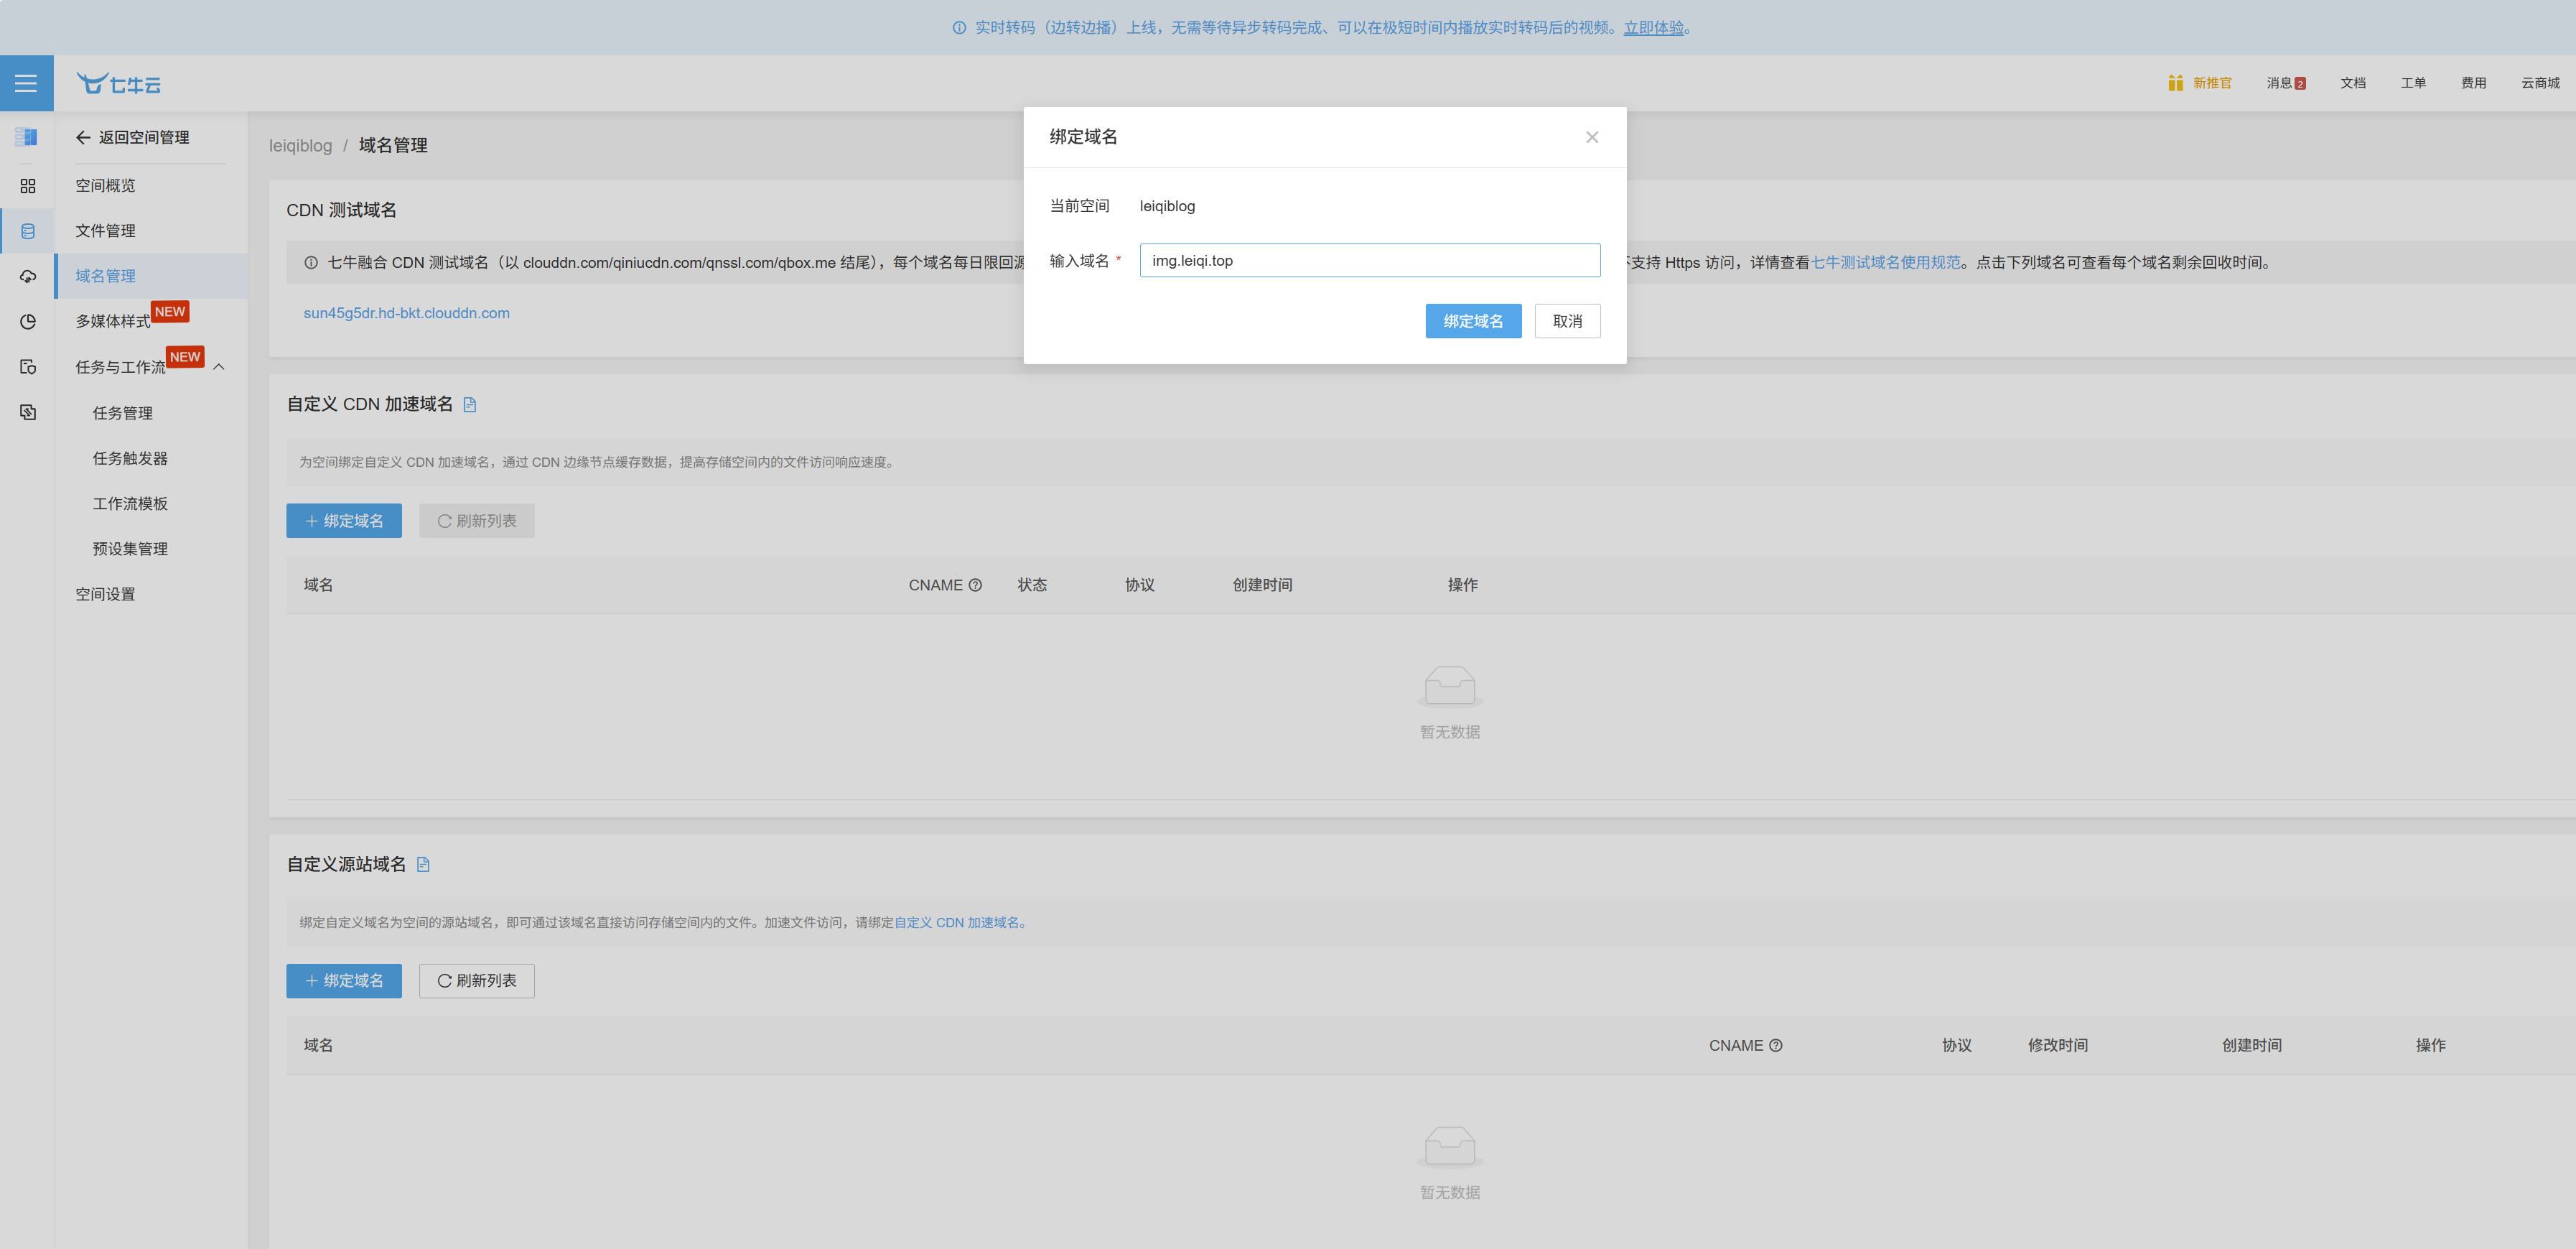 实时转码（边转边播）上线，无需等待异步转码完成、可以在极短时间内播放实时转码后的视频。立即体验。
七牛云
新推官
消息 2
文档
工单
费用
云商城
返回空间管理
空间概览
文件管理
域名管理
多媒体样式 NEW
任务与工作流 NEW
任务管理
任务触发器
工作流模板
预设集管理
空间设置
leiqiblog / 域名管理
CDN 测试域名
七牛融合 CDN 测试域名（以 clouddn.com/qiniucdn.com/qnssl.com/qbox.me 结尾），每个域名每日限回源
支持 Https 访问，详情查看七牛测试域名使用规范。点击下列域名可查看每个域名剩余回收时间。
sun45g5dr.hd-bkt.clouddn.com
绑定域名
当前空间 leiqiblog
输入域名 * img.leiqi.top
绑定域名 取消
自定义 CDN 加速域名
为空间绑定自定义 CDN 加速域名，通过 CDN 边缘节点缓存数据，提高存储空间内的文件访问响应速度。
绑定域名 刷新列表
域名 CNAME 状态 协议 创建时间 操作
暂无数据
自定义源站域名
绑定自定义域名为空间的源站域名，即可通过该域名直接访问存储空间内的文件。加速文件访问，请绑定自定义 CDN 加速域名。
绑定域名 刷新列表
域名 CNAME 协议 修改时间 创建时间 操作
暂无数据